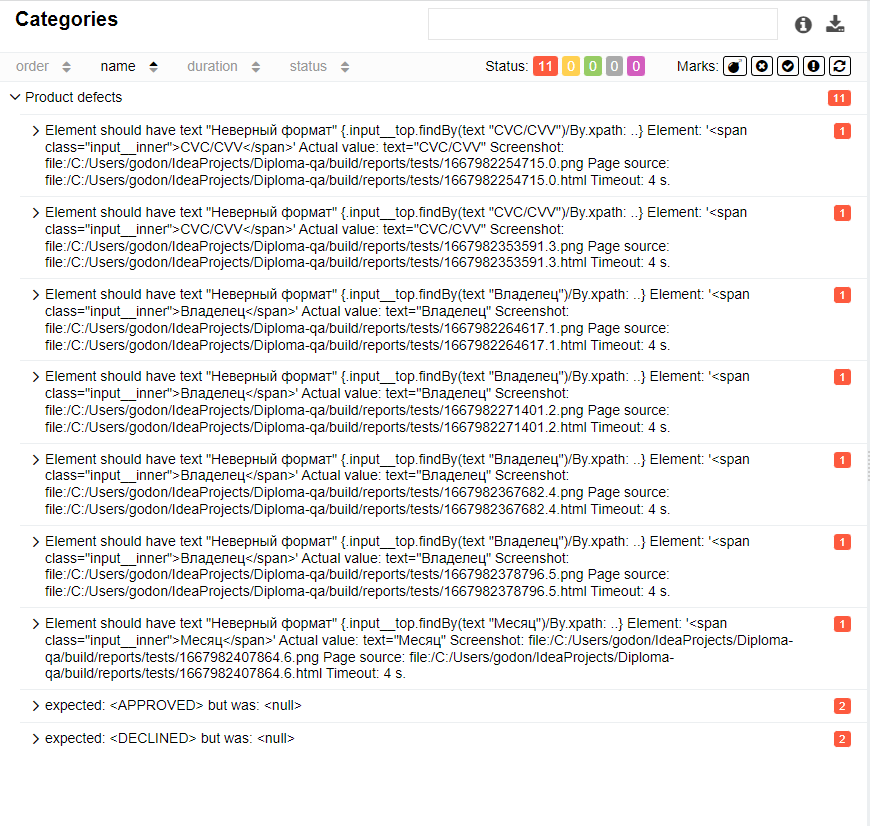 Categories
order name duration status Status: 11 0 0 0 0 Marks:
Product defects 11
Element should have text "Неверный формат" {.input__top.findBy(text "CVC/CVV")/By.xpath: ..} Element: '<span 1
class="input__inner">CVC/CVV</span>' Actual value: text="CVC/CVV" Screenshot:
file:/C:/Users/godon/IdeaProjects/Diploma-qa/build/reports/tests/1667982254715.0.png Page source:
file:/C:/Users/godon/IdeaProjects/Diploma-qa/build/reports/tests/1667982254715.0.html Timeout: 4 s.
Element should have text "Неверный формат" {.input__top.findBy(text "CVC/CVV")/By.xpath: ..} Element: '<span 1
class="input__inner">CVC/CVV</span>' Actual value: text="CVC/CVV" Screenshot:
file:/C:/Users/godon/IdeaProjects/Diploma-qa/build/reports/tests/1667982353591.3.png Page source:
file:/C:/Users/godon/IdeaProjects/Diploma-qa/build/reports/tests/1667982353591.3.html Timeout: 4 s.
Element should have text "Неверный формат" {.input__top.findBy(text "Владелец")/By.xpath: ..} Element: '<span 1
class="input__inner">Владелец</span>' Actual value: text="Владелец" Screenshot:
file:/C:/Users/godon/IdeaProjects/Diploma-qa/build/reports/tests/1667982264617.1.png Page source:
file:/C:/Users/godon/IdeaProjects/Diploma-qa/build/reports/tests/1667982264617.1.html Timeout: 4 s.
Element should have text "Неверный формат" {.input__top.findBy(text "Владелец")/By.xpath: ..} Element: '<span 1
class="input__inner">Владелец</span>' Actual value: text="Владелец" Screenshot:
file:/C:/Users/godon/IdeaProjects/Diploma-qa/build/reports/tests/1667982271401.2.png Page source:
file:/C:/Users/godon/IdeaProjects/Diploma-qa/build/reports/tests/1667982271401.2.html Timeout: 4 s.
Element should have text "Неверный формат" {.input__top.findBy(text "Владелец")/By.xpath: ..} Element: '<span 1
class="input__inner">Владелец</span>' Actual value: text="Владелец" Screenshot:
file:/C:/Users/godon/IdeaProjects/Diploma-qa/build/reports/tests/1667982367682.4.png Page source:
file:/C:/Users/godon/IdeaProjects/Diploma-qa/build/reports/tests/1667982367682.4.html Timeout: 4 s.
Element should have text "Неверный формат" {.input__top.findBy(text "Владелец")/By.xpath: ..} Element: '<span 1
class="input__inner">Владелец</span>' Actual value: text="Владелец" Screenshot:
file:/C:/Users/godon/IdeaProjects/Diploma-qa/build/reports/tests/1667982378796.5.png Page source:
file:/C:/Users/godon/IdeaProjects/Diploma-qa/build/reports/tests/1667982378796.5.html Timeout: 4 s.
Element should have text "Неверный формат" {.input__top.findBy(text "Месяц")/By.xpath: ..} Element: '<span 1
class="input__inner">Месяц</span>' Actual value: text="Месяц" Screenshot: file:/C:/Users/godon/IdeaProjects/Diploma-
qa/build/reports/tests/1667982407864.6.png Page source: file:/C:/Users/godon/IdeaProjects/Diploma-
qa/build/reports/tests/1667982407864.6.html Timeout: 4 s.
expected: <APPROVED> but was: <null> 2
expected: <DECLINED> but was: <null> 2